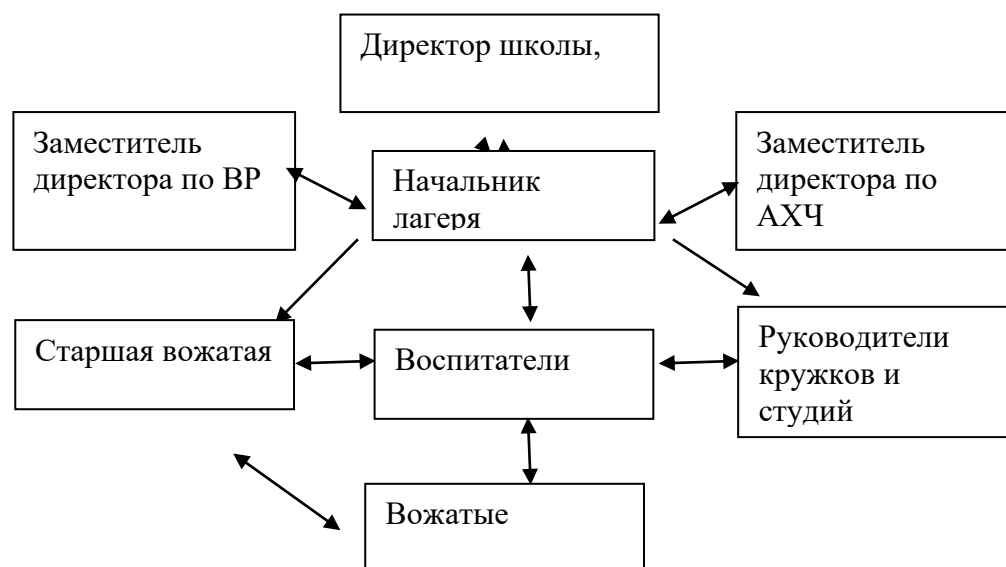 Директор школы,
Заместитель
директора по ВР
Начальник
лагеря
Заместитель
директора по
АХЧ
Старшая вожатая
Воспитатели
Руководители
кружков и
студий
Вожатые